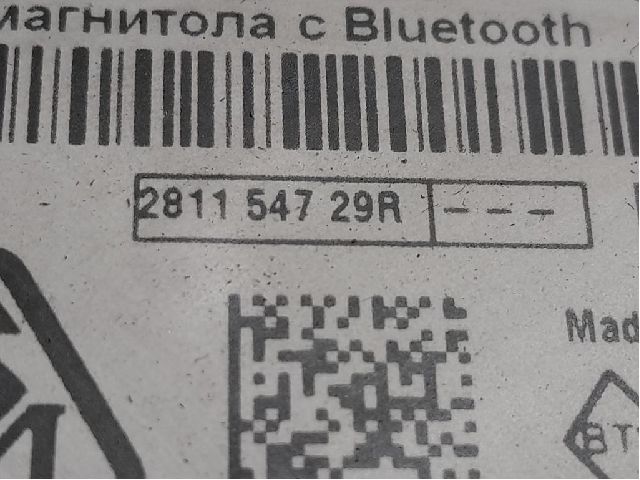 магнитола с Bluetooth
2811 547 29R - - -
Mad
BT